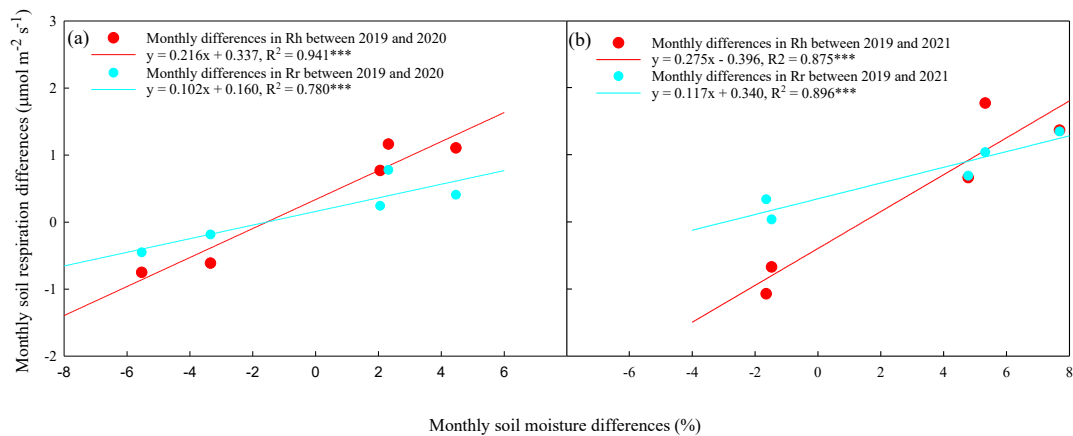 Monthly soil respiration differences (μmol m⁻² s⁻¹)
3
2
1
0
-1
-2
(a)
Monthly differences in Rh between 2019 and 2020
y = 0.216x + 0.337, R² = 0.941***
Monthly differences in Rr between 2019 and 2020
y = 0.102x + 0.160, R² = 0.780***
-8 -6 -4 -2 0 2 4 6
(b)
Monthly differences in Rh between 2019 and 2021
y = 0.275x - 0.396, R2 = 0.875***
Monthly differences in Rr between 2019 and 2021
y = 0.117x + 0.340, R² = 0.896***
-6 -4 -2 0 2 4 6 8
Monthly soil moisture differences (%)